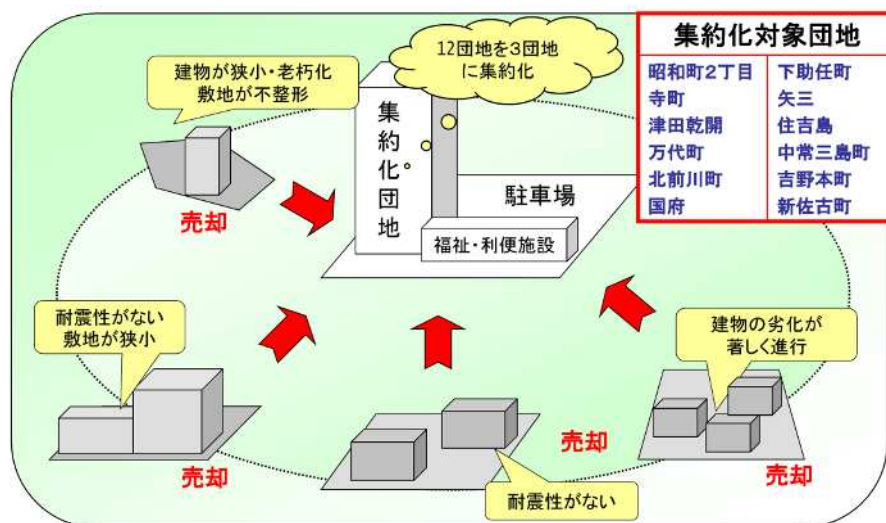 12団地を3団地
に集約化
集約化対象団地
昭和町2丁目 下助任町
寺町 矢三
津田乾開 住吉島
万代町 中常三島町
北前川町 吉野本町
国府 新佐古町
建物が狭小・老朽化
敷地が不整形
売却
集約化団地
駐車場
福祉・利便施設
耐震性がない
敷地が狭小
売却
耐震性がない
売却
建物の劣化が
著しく進行
売却